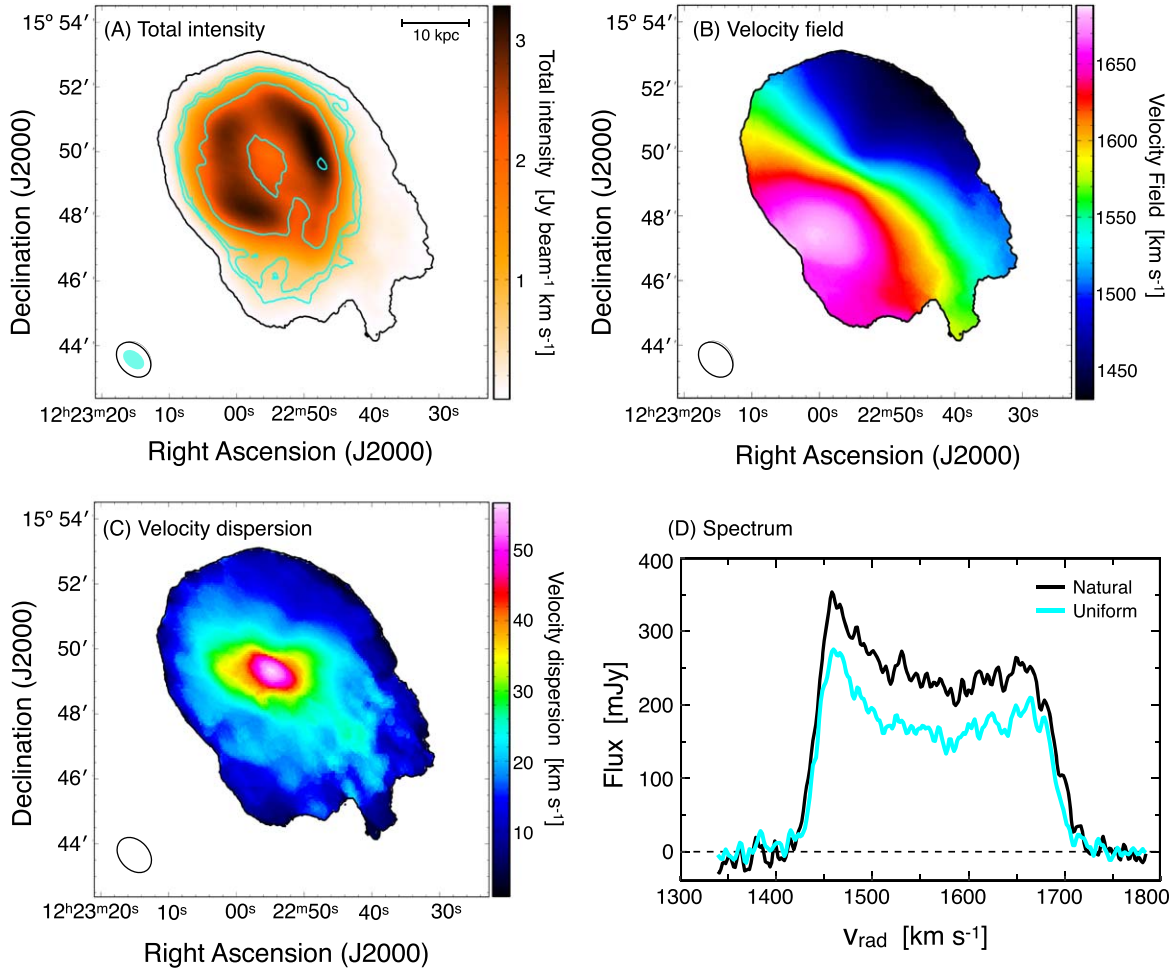 (A) Total intensity
10 kpc
15° 54′
52′
50′
48′
46′
44′
Declination (J2000)
12ʰ23ᵐ20ˢ 10ˢ 00ˢ 22ᵐ50ˢ 40ˢ 30ˢ
Right Ascension (J2000)
3
2
1
Total intensity [Jy beam⁻¹ km s⁻¹]
(B) Velocity field
15° 54′
52′
50′
48′
46′
44′
Declination (J2000)
12ʰ23ᵐ20ˢ 10ˢ 00ˢ 22ᵐ50ˢ 40ˢ 30ˢ
Right Ascension (J2000)
1650
1600
1550
1500
1450
Velocity Field [km s⁻¹]
(C) Velocity dispersion
15° 54′
52′
50′
48′
46′
44′
Declination (J2000)
12ʰ23ᵐ20ˢ 10ˢ 00ˢ 22ᵐ50ˢ 40ˢ 30ˢ
Right Ascension (J2000)
50
40
30
20
10
Velocity dispersion [km s⁻¹]
(D) Spectrum
Natural
Uniform
400
300
200
100
0
Flux [mJy]
1300 1400 1500 1600 1700 1800
vrad [km s⁻¹]